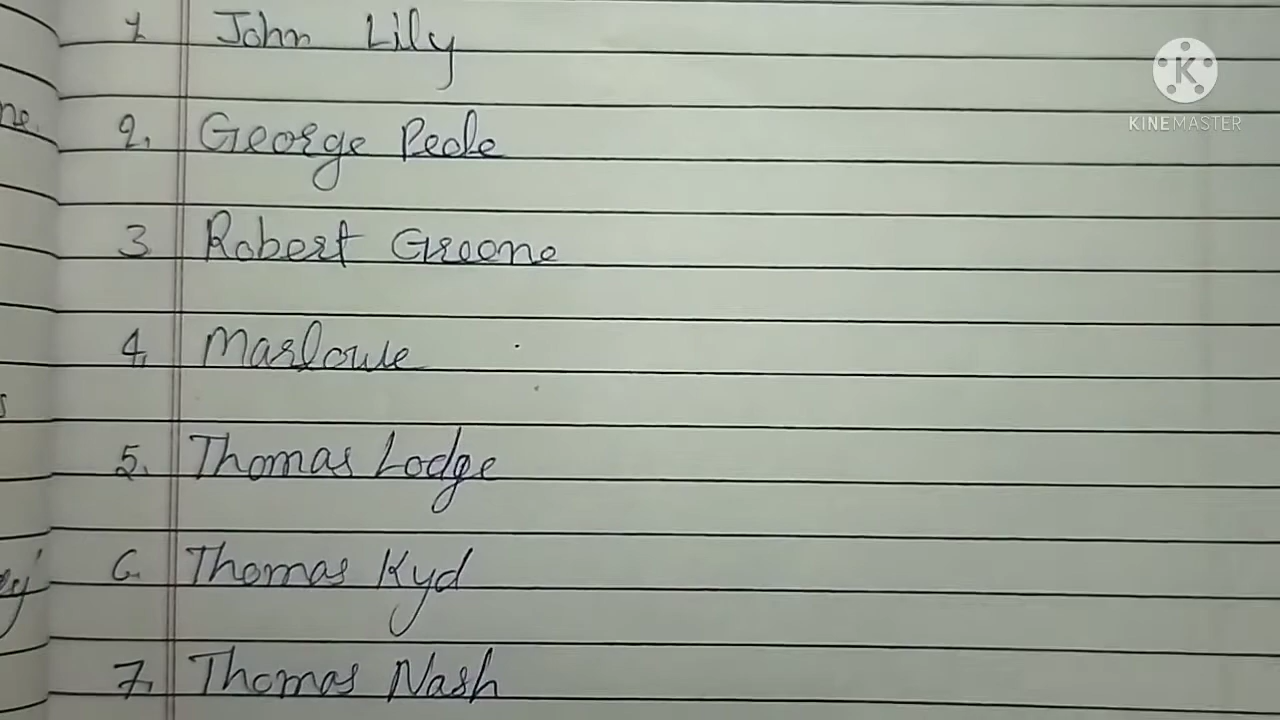 1. John Lily
2. George Peele
3 Robert Greene
4. Marlowe
5. Thomas Lodge
6. Thomas Kyd
7. Thomas Nash
KINEMASTER